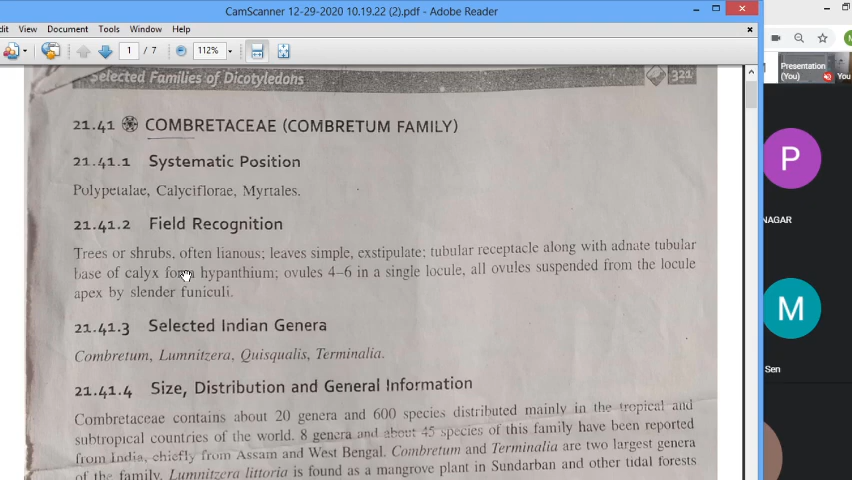 CamScanner 12-29-2020 10.19.22 (2).pdf - Adobe Reader
dit View Document Tools Window Help
1 / 7 112%
Presentation (You) You
Selected Families of Dicotyledons 321
21.41 COMBRETACEAE (COMBRETUM FAMILY)
21.41.1 Systematic Position
Polypetalae, Calyciflorae, Myrtales.
21.41.2 Field Recognition
Trees or shrubs, often lianous; leaves simple, exstipulate; tubular receptacle along with adnate tubular
base of calyx form hypanthium; ovules 4–6 in a single locule, all ovules suspended from the locule
apex by slender funiculi.
21.41.3 Selected Indian Genera
Combretum, Lumnitzera, Quisqualis, Terminalia.
21.41.4 Size, Distribution and General Information
Combretaceae contains about 20 genera and 600 species distributed mainly in the tropical and
subtropical countries of the world. 8 genera and about 45 species of this family have been reported
from India, chiefly from Assam and West Bengal. Combretum and Terminalia are two largest genera
of the family. Lumnitzera littoria is found as a mangrove plant in Sundarban and other tidal forests
P
NAGAR
M
Sen